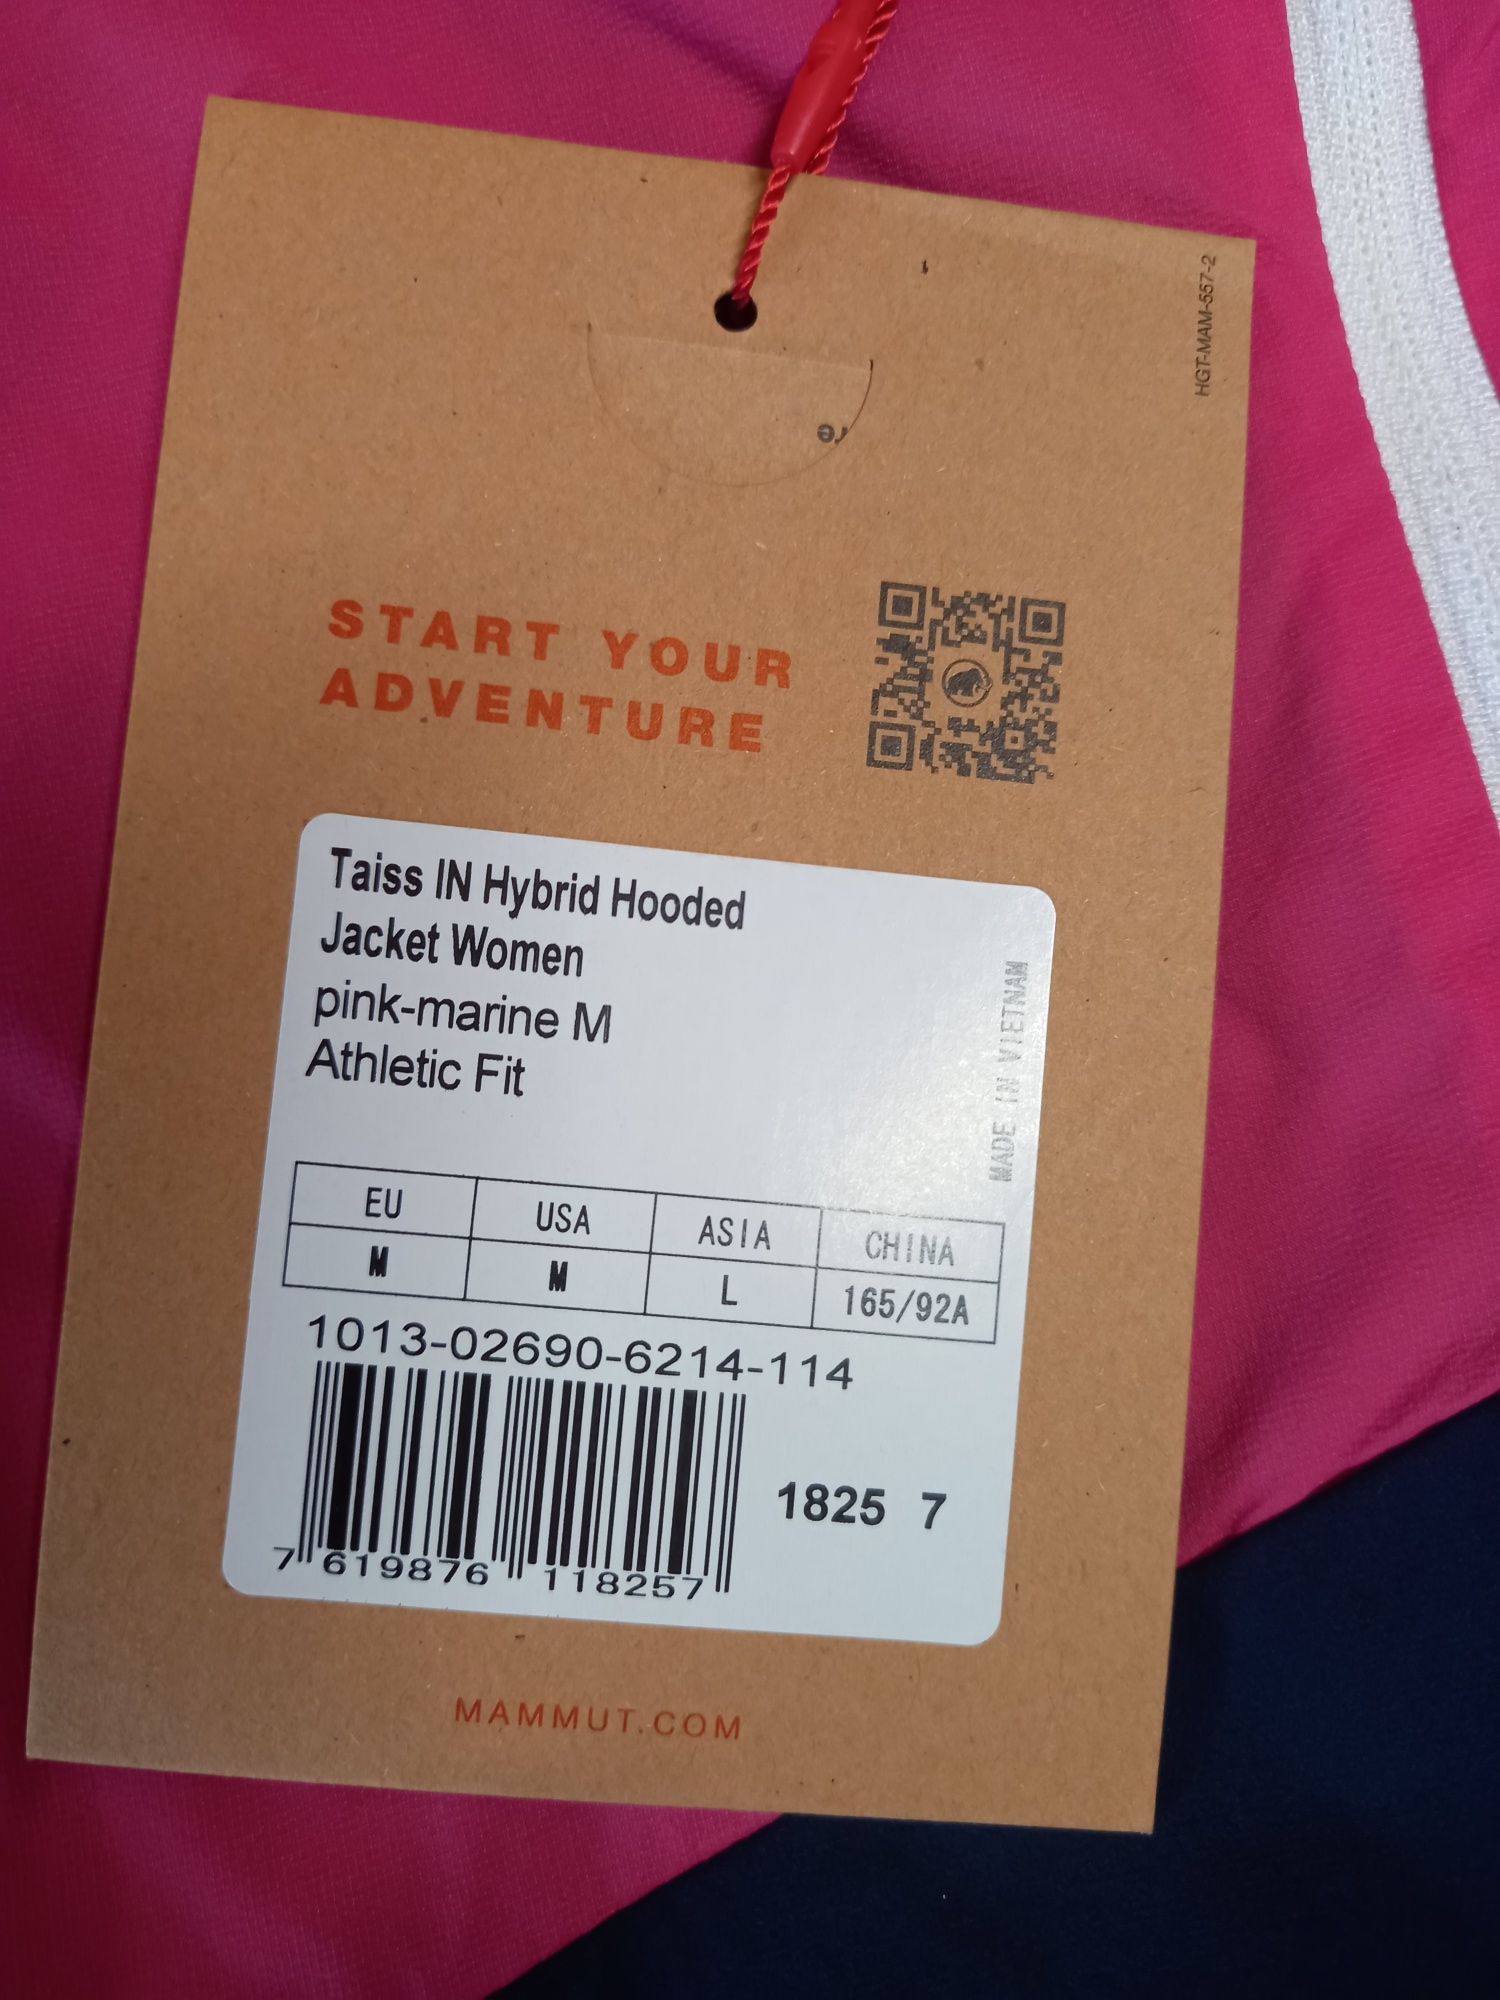 HGT-MAM-557-2
re
START YOUR
ADVENTURE
Taiss IN Hybrid Hooded
Jacket Women
pink-marine M
Athletic Fit
MADE IN VIETNAM
EU USA ASIA CHINA
M M L 165/92A
1013-02690-6214-114
1825 7
7 619876 118257
MAMMUT.COM